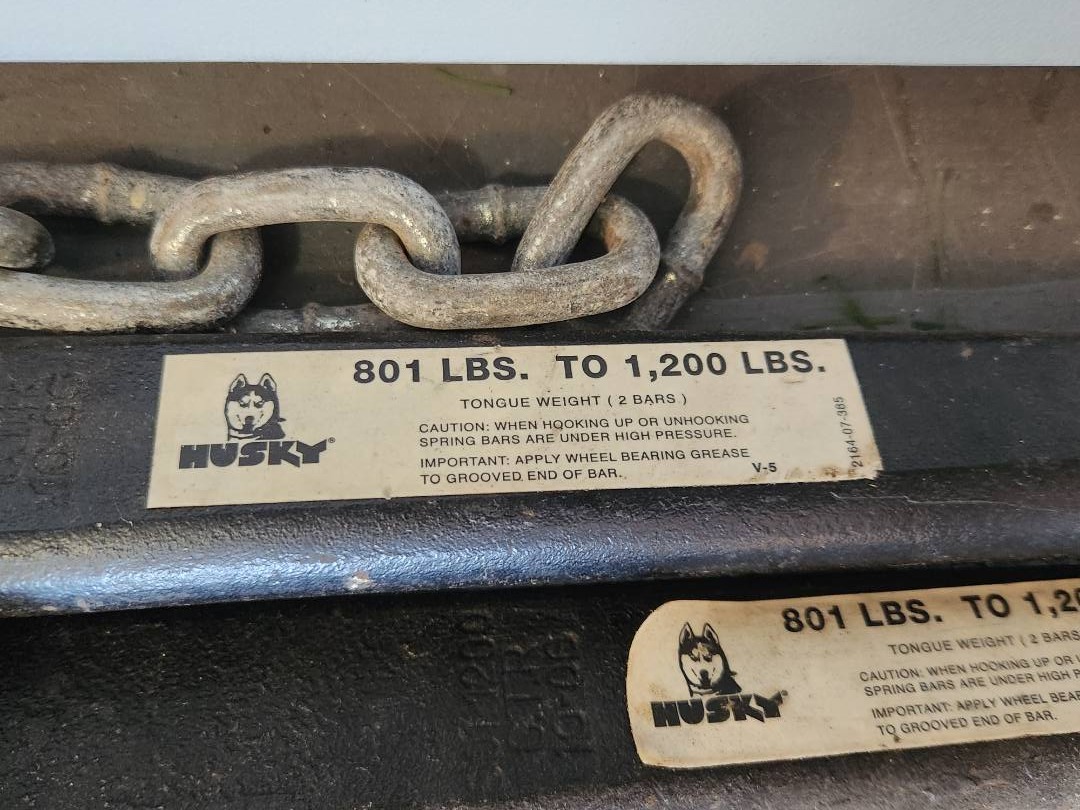 801 LBS. TO 1,200 LBS.
TONGUE WEIGHT ( 2 BARS )
CAUTION: WHEN HOOKING UP OR UNHOOKING
SPRING BARS ARE UNDER HIGH PRESSURE.
IMPORTANT: APPLY WHEEL BEARING GREASE
TO GROOVED END OF BAR.
V-5
2164-07-385
HUSKY®
801 LBS. TO 1,20
TONGUE WEIGHT ( 2 BARS
CAUTION: WHEN HOOKING UP OR
SPRING BARS ARE UNDER HIGH P
IMPORTANT: APPLY WHEEL BEAR
TO GROOVED END OF BAR.
HUSKY®